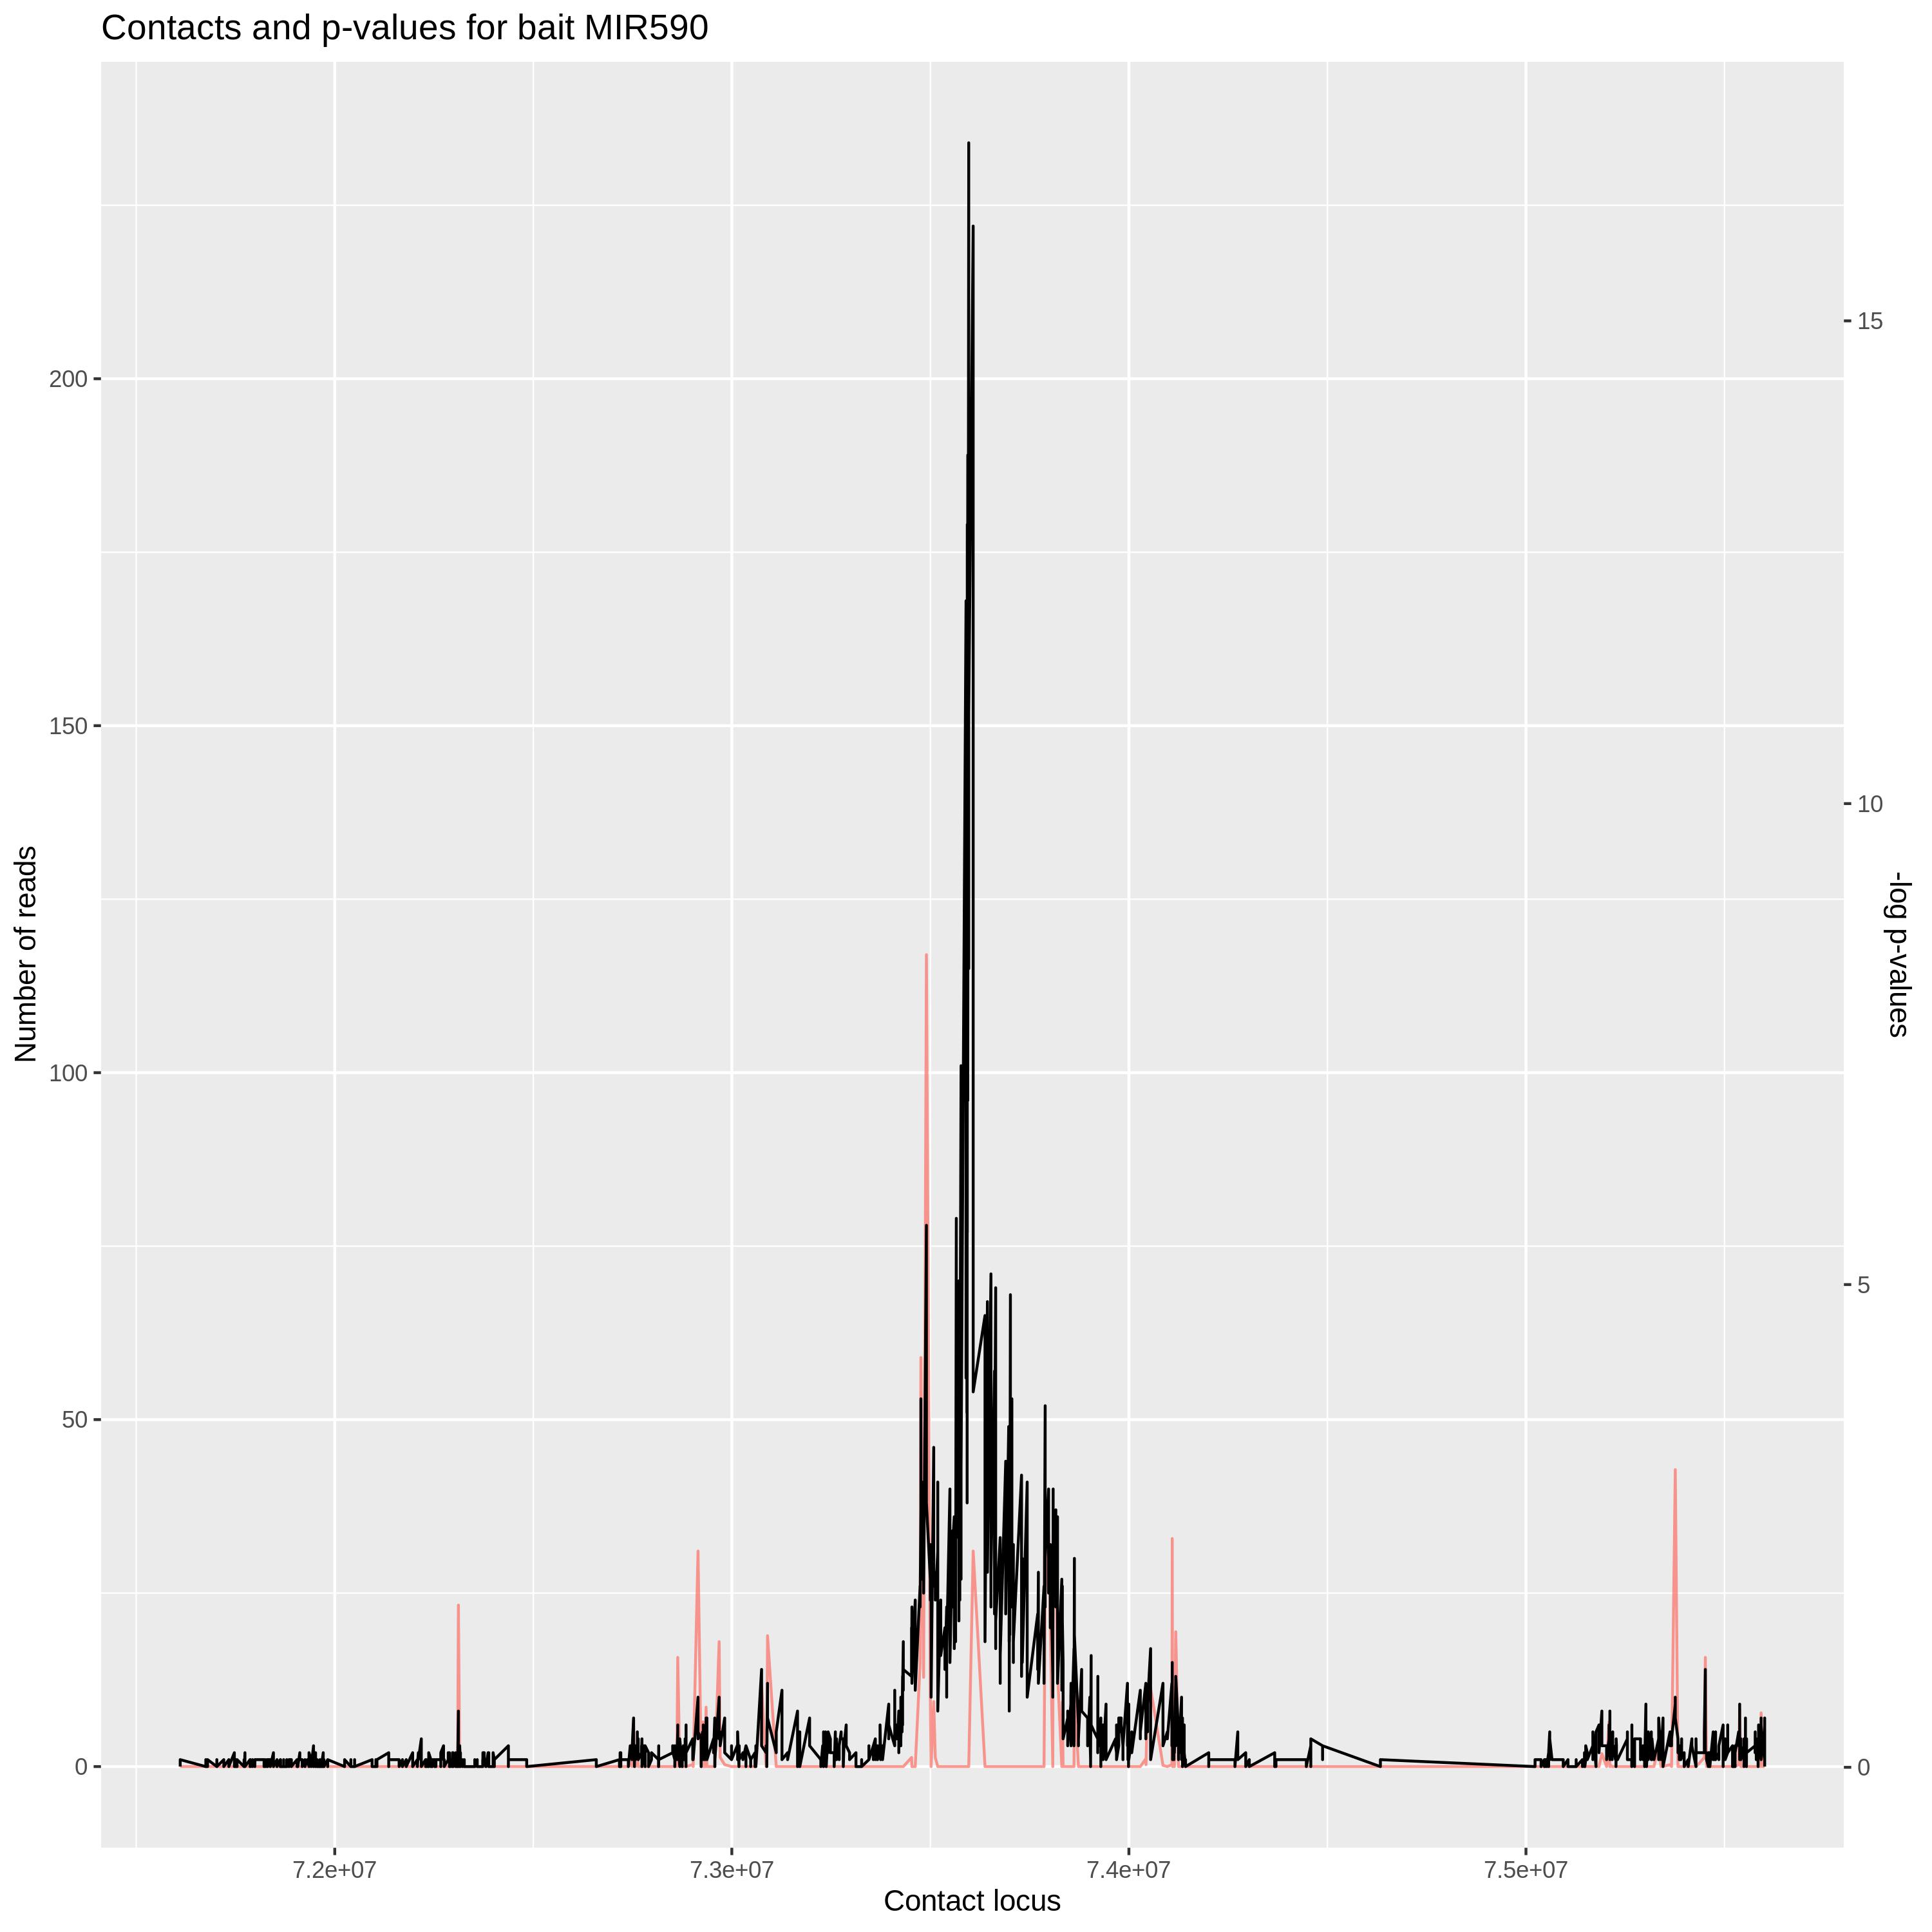 Contacts and p-values for bait MIR590
Number of reads
200
150
100
50
0
15
10
5
0
-log p-values
7.2e+07
7.3e+07
7.4e+07
7.5e+07
Contact locus